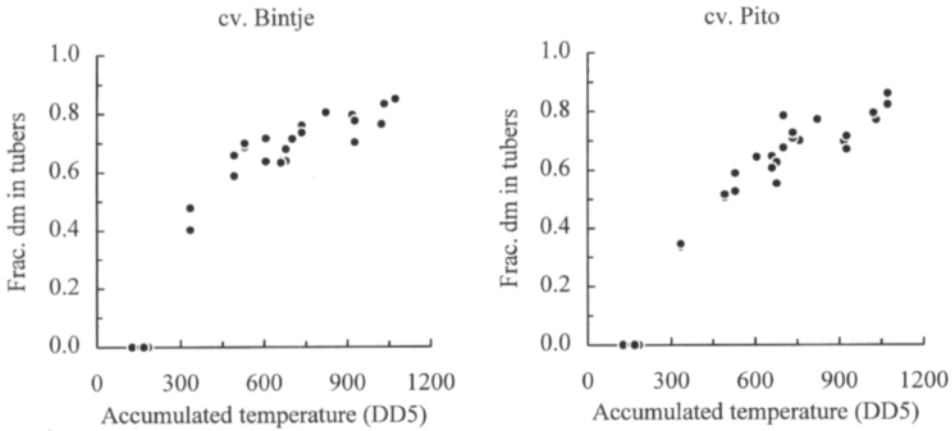 cv. Bintje
1.0
0.8
0.6
0.4
0.2
0.0
Frac. dm in tubers
0 300 600 900 1200
Accumulated temperature (DD5)
cv. Pito
1.0
0.8
0.6
0.4
0.2
0.0
Frac. dm in tubers
0 300 600 900 1200
Accumulated temperature (DD5)